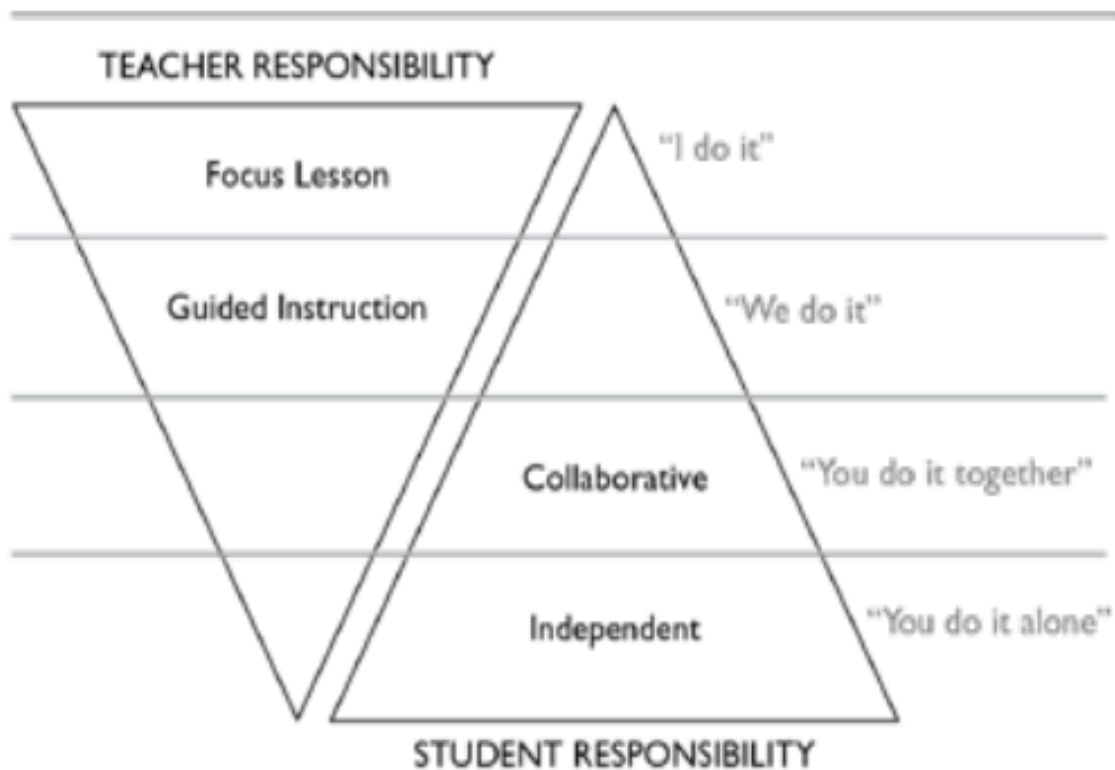 TEACHER RESPONSIBILITY
Focus Lesson
“I do it”
Guided Instruction
“We do it”
Collaborative
“You do it together”
Independent
“You do it alone”
STUDENT RESPONSIBILITY